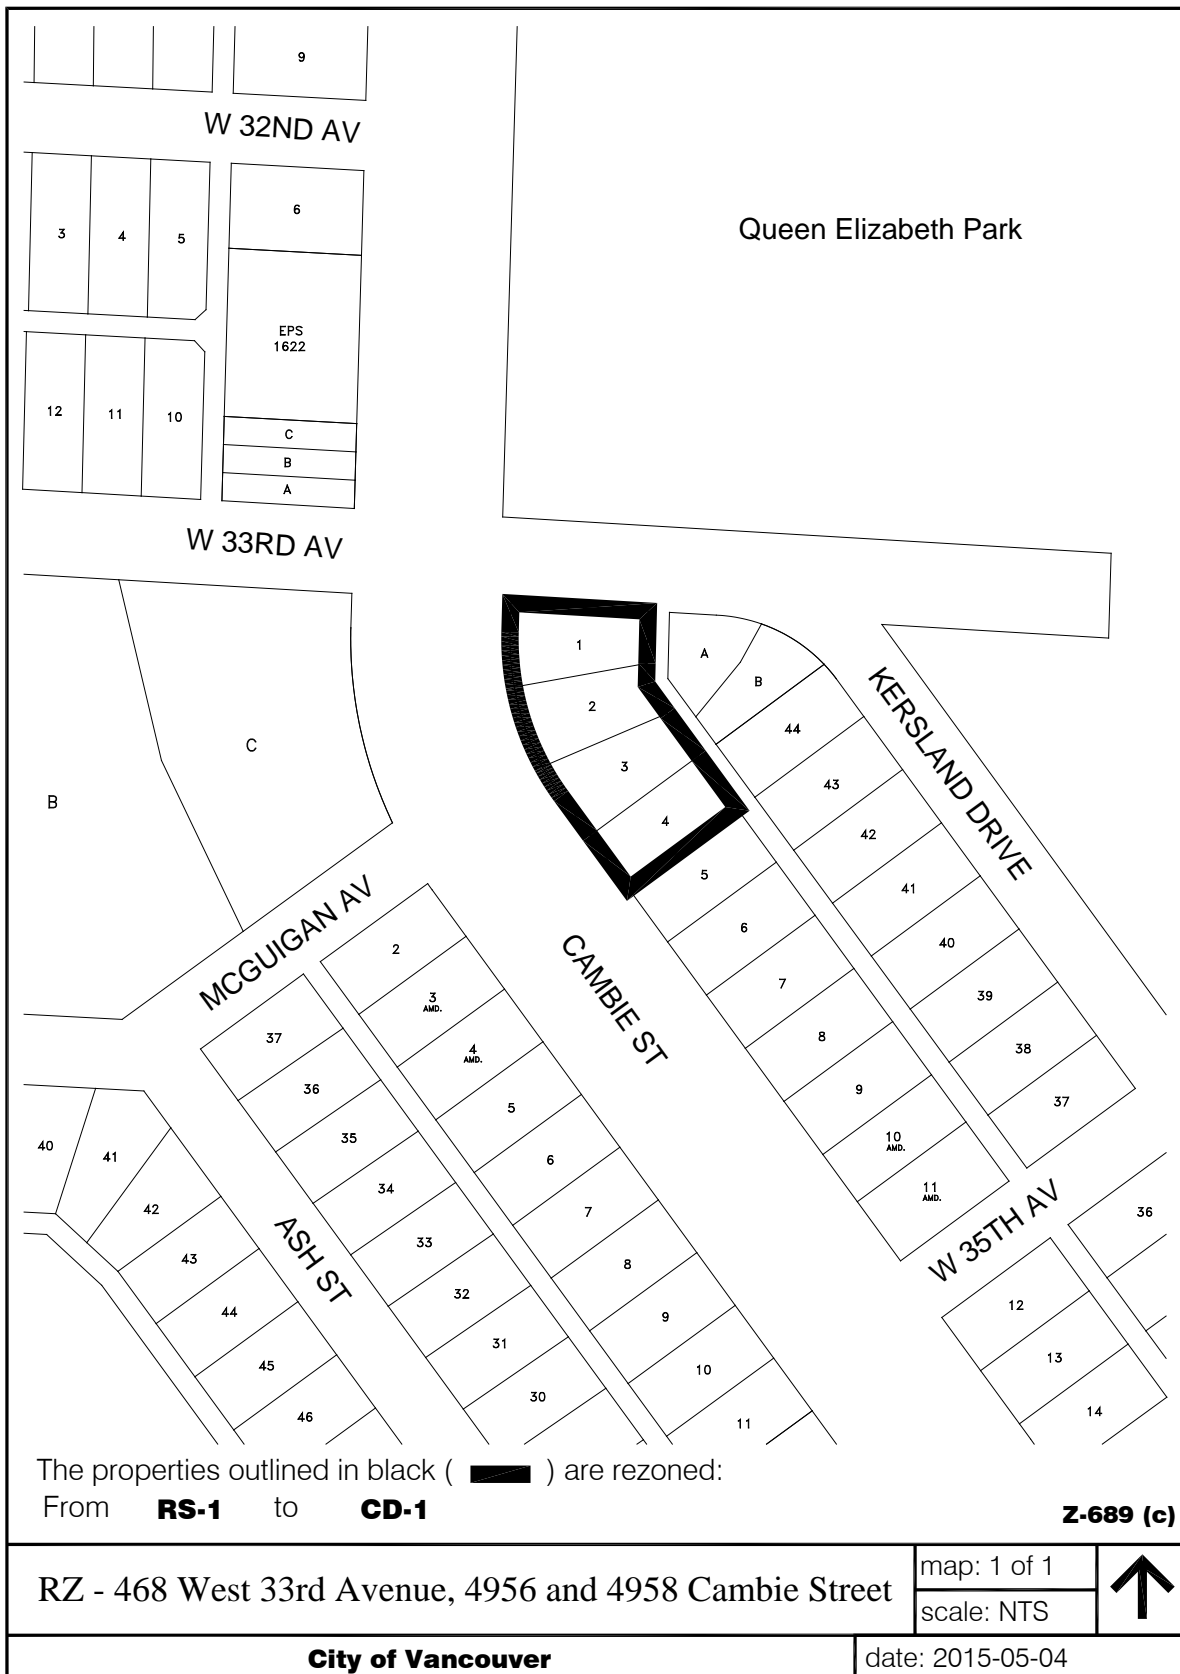 9
W 32ND AV
6
3
4
5
Queen Elizabeth Park
EPS
1622
12
11
10
C
B
A
W 33RD AV
1
A
B
2
KERSLAND DRIVE
44
C
3
43
B
4
42
5
41
MCGUIGAN AV
6
40
2
CAMBIE ST
7
39
3
AMD.
37
8
38
4
AMD.
36
9
37
5
35
10
AMD.
40
41
6
34
11
AMD.
42
7
33
W 35TH AV
36
43
ASH ST
8
32
12
44
9
31
13
45
10
30
14
46
11
The properties outlined in black ( ) are rezoned:
From RS-1 to CD-1
Z-689 (c)
RZ - 468 West 33rd Avenue, 4956 and 4958 Cambie Street
map: 1 of 1
scale: NTS
City of Vancouver
date: 2015-05-04